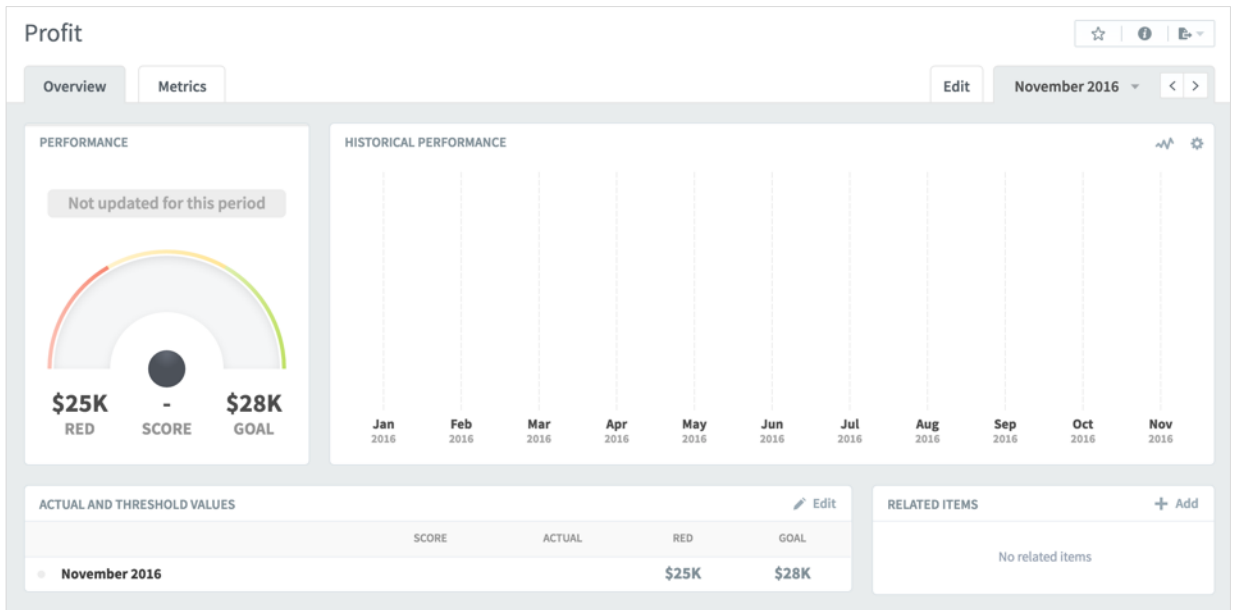 Profit
Overview Metrics Edit November 2016
PERFORMANCE
Not updated for this period
$25K - $28K
RED SCORE GOAL
HISTORICAL PERFORMANCE
Jan Feb Mar Apr May Jun Jul Aug Sep Oct Nov
2016 2016 2016 2016 2016 2016 2016 2016 2016 2016 2016
ACTUAL AND THRESHOLD VALUES Edit
SCORE ACTUAL RED GOAL
November 2016 $25K $28K
RELATED ITEMS Add
No related items